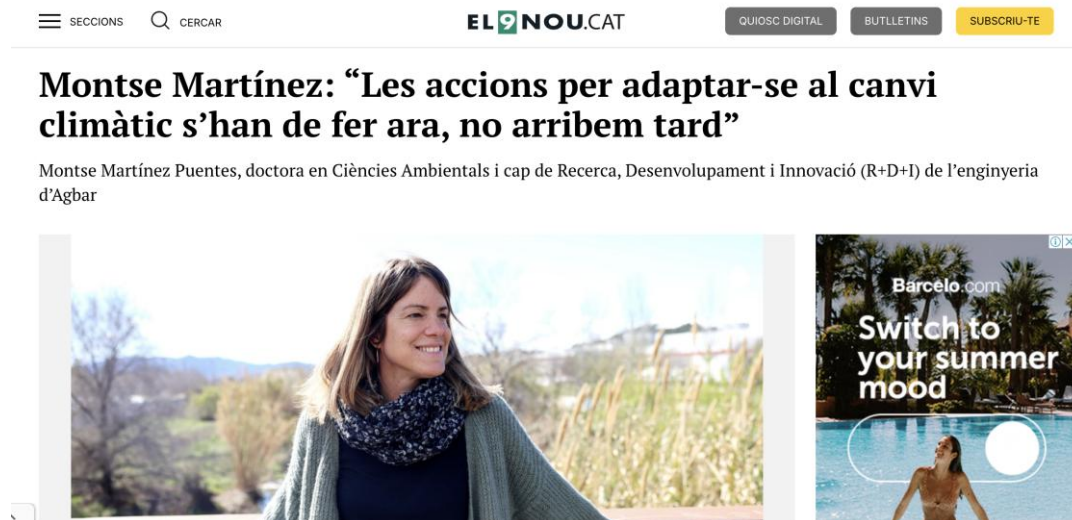 SECCIONS
CERCAR
EL9NOU.CAT
QUIOSC DIGITAL
BUTLLETINS
SUBSCRIU-TE
Montse Martínez: “Les accions per adaptar-se al canvi
climàtic s’han de fer ara, no arribem tard”
Montse Martínez Puentes, doctora en Ciències Ambientals i cap de Recerca, Desenvolupament i Innovació (R+D+I) de l’enginyeria
d’Agbar
Barcelo.com
Switch to
your summer
mood